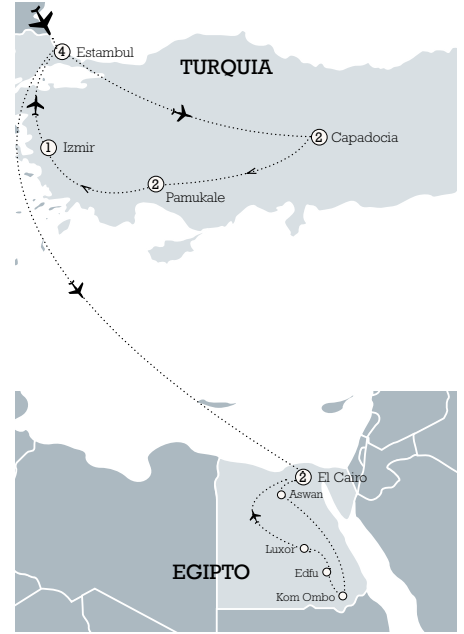 4 Estambul
TURQUIA
2 Capadocia
1 Izmir
2
Pamukale
2 El Cairo
Aswan
Luxor
EGIPTO
Edfu
Kom Ombo